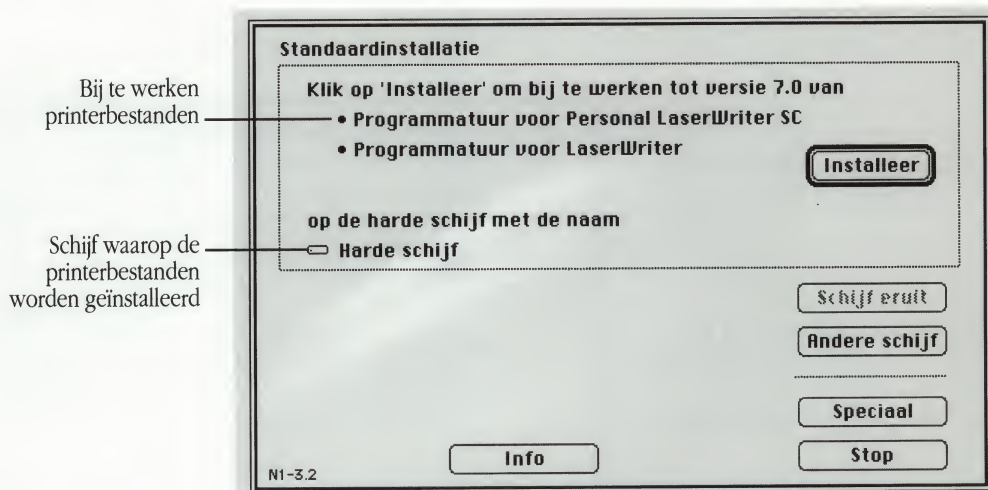 Standaardinstallatie
Bij te werken
printerbestanden
Klik op 'Installeer' om bij te werken tot versie 7.0 van
• Programmatuur voor Personal LaserWriter SC
• Programmatuur voor LaserWriter
Installeer
Schijf waarop de
printerbestanden
worden geïnstalleerd
op de harde schijf met de naam
Harde schijf
Schijf eruit
Andere schijf
Speciaal
Info
Stop
N1-3.2